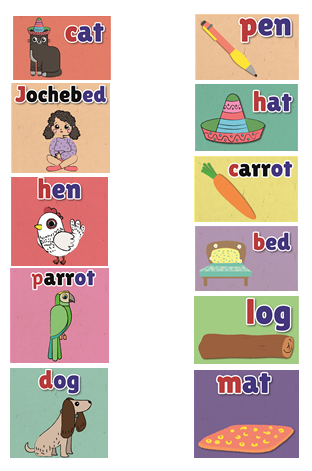 cat
Jochebed
hen
parrot
dog
pen
hat
carrot
bed
log
mat